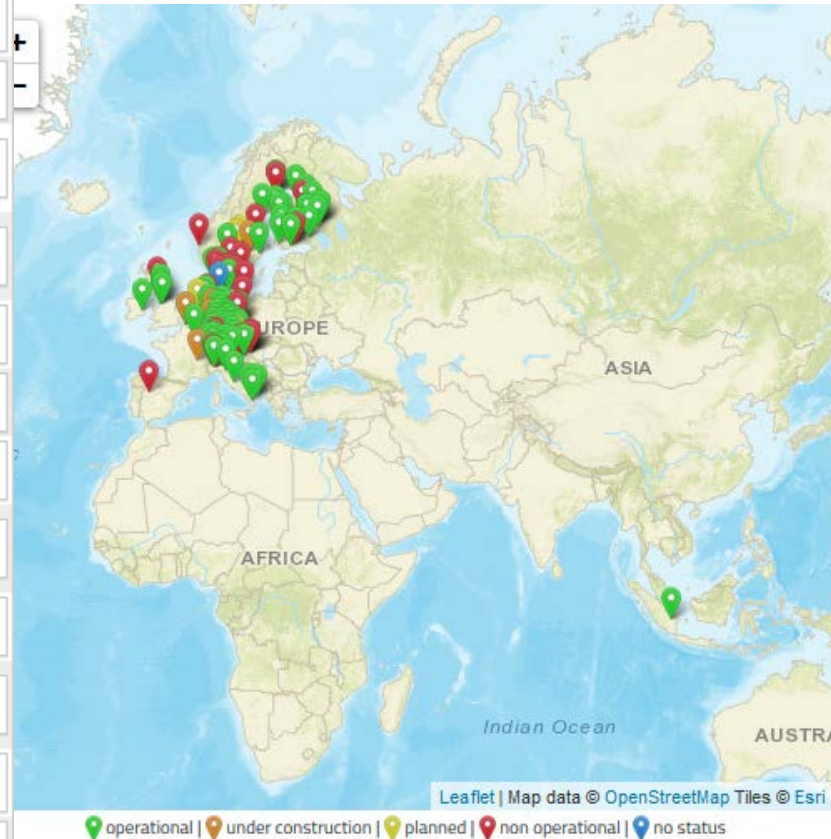 +
−
EUROPE
ASIA
AFRICA
Indian Ocean
AUSTRA
Leaflet | Map data © OpenStreetMap Tiles © Esri
operational | under construction | planned | non operational | no status